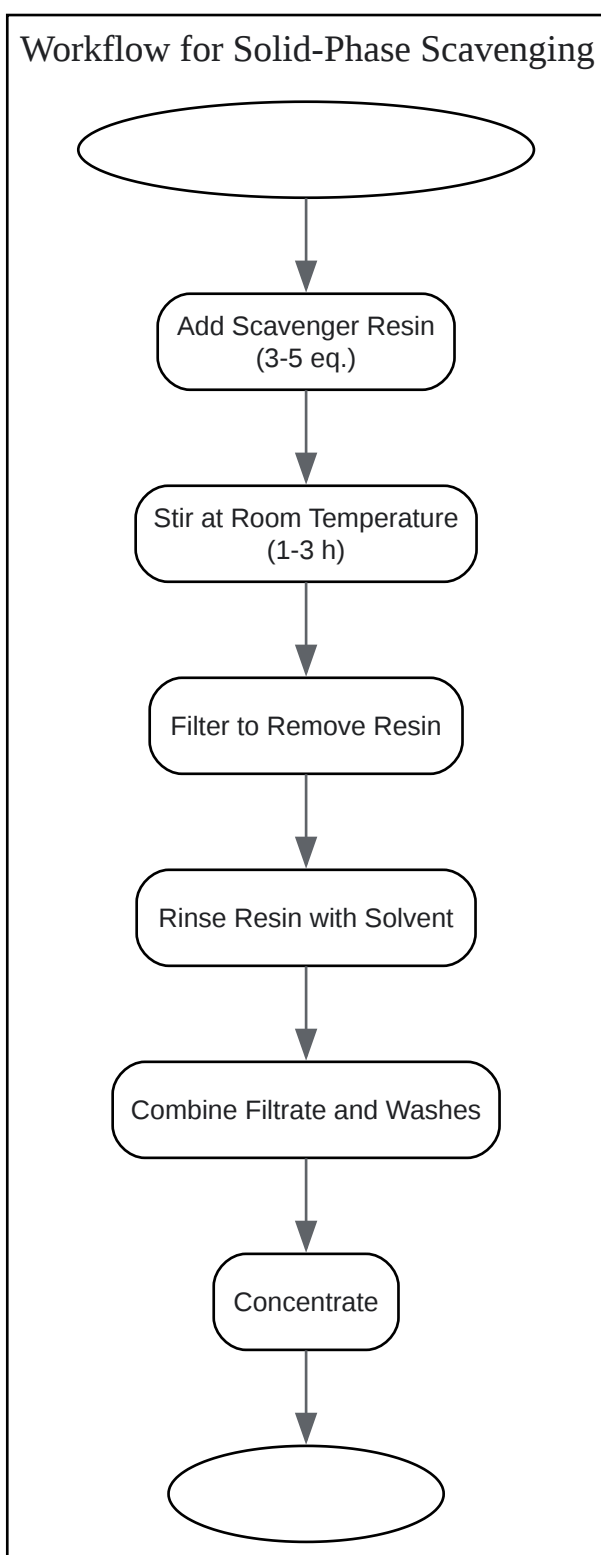 Workflow for Solid-Phase Scavenging
Add Scavenger Resin
(3-5 eq.)
Stir at Room Temperature
(1-3 h)
Filter to Remove Resin
Rinse Resin with Solvent
Combine Filtrate and Washes
Concentrate